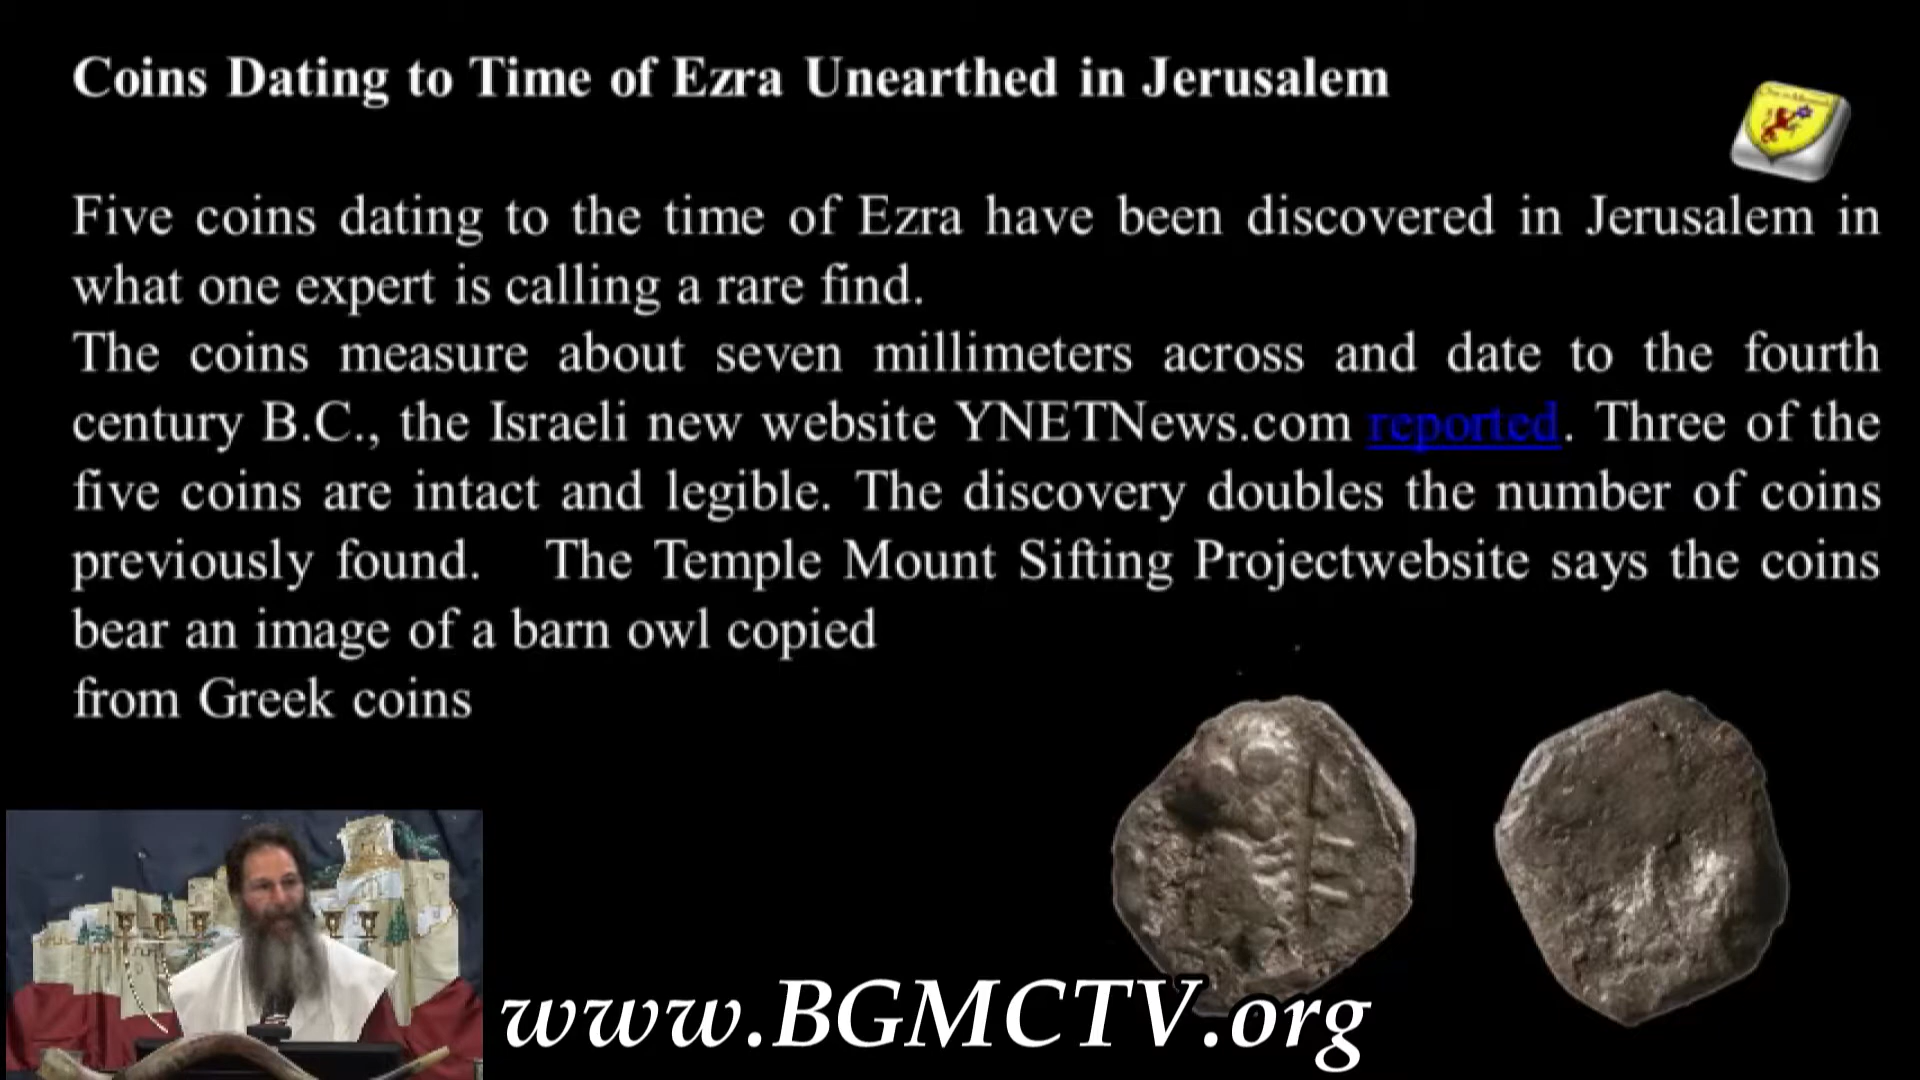 Coins Dating to Time of Ezra Unearthed in Jerusalem
Five coins dating to the time of Ezra have been discovered in Jerusalem in
what one expert is calling a rare find.
The coins measure about seven millimeters across and date to the fourth
century B.C., the Israeli new website YNETNews.com reported. Three of the
five coins are intact and legible. The discovery doubles the number of coins
previously found. The Temple Mount Sifting Projectwebsite says the coins
bear an image of a barn owl copied
from Greek coins
www.BGMCTV.org